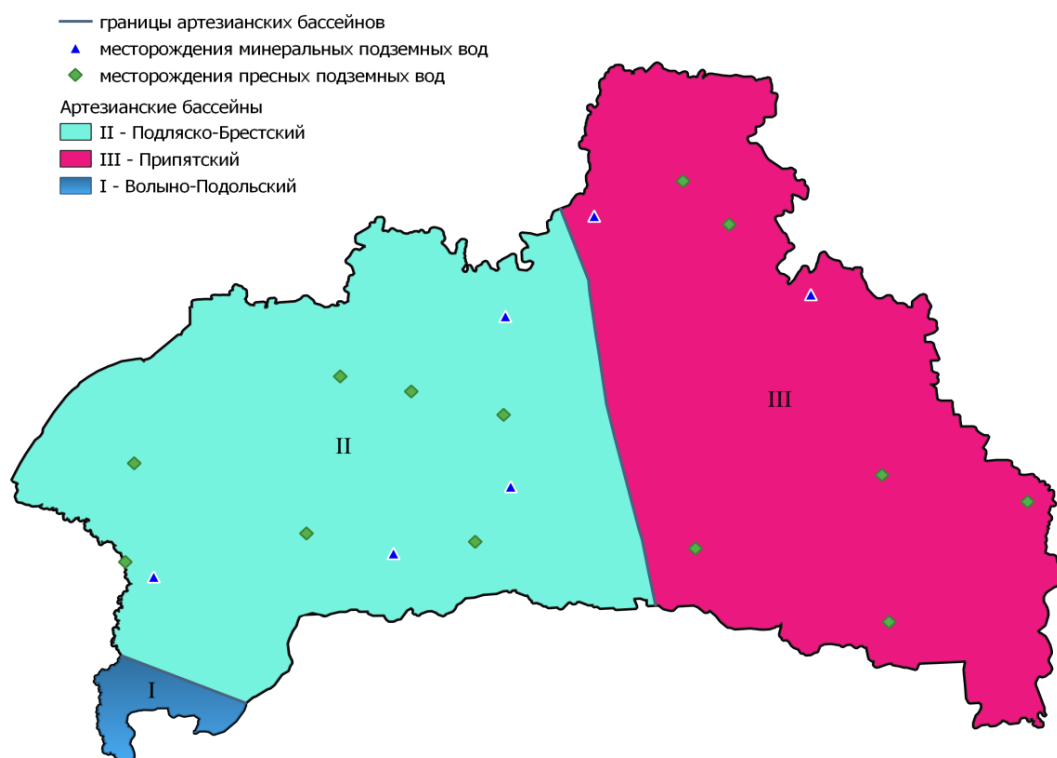 границы артезианских бассейнов
месторождения минеральных подземных вод
месторождения пресных подземных вод
Артезианские бассейны
II - Подляско-Брестский
III - Припятский
I - Волыно-Подольский
III
II
I